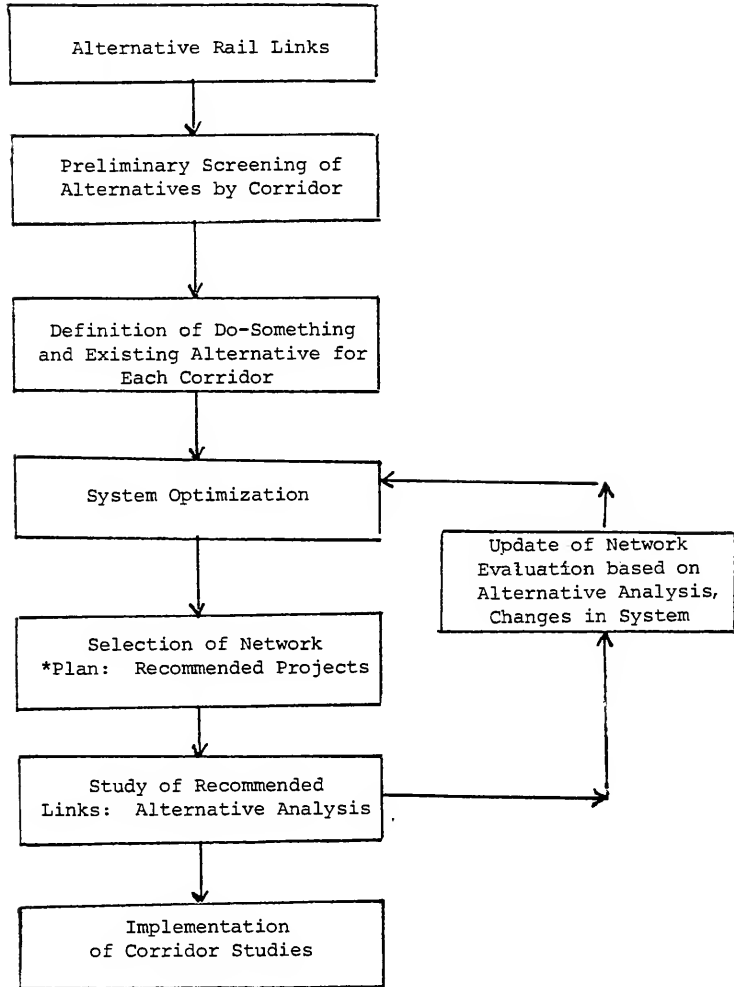 Alternative Rail Links
Preliminary Screening of
Alternatives by Corridor
Definition of Do-Something
and Existing Alternative for
Each Corridor
System Optimization
Update of Network
Evaluation based on
Alternative Analysis,
Changes in System
Selection of Network
*Plan: Recommended Projects
Study of Recommended
Links: Alternative Analysis
Implementation
of Corridor Studies